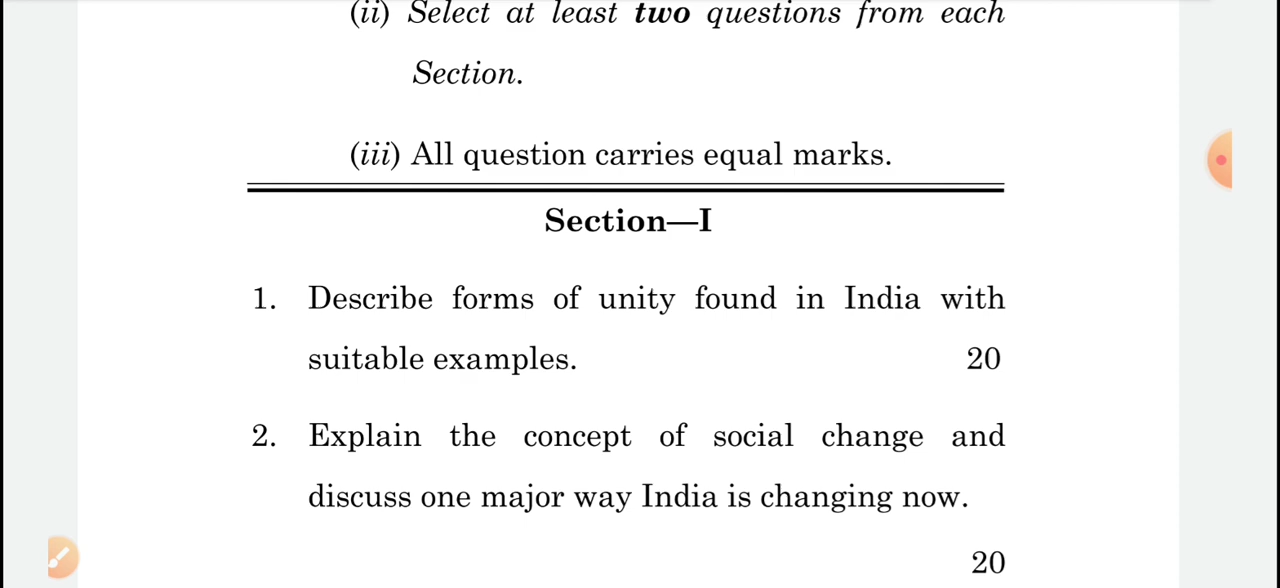 (ii) Select at least two questions from each
Section.
(iii) All question carries equal marks.
Section—I
1. Describe forms of unity found in India with
suitable examples. 20
2. Explain the concept of social change and
discuss one major way India is changing now.
20